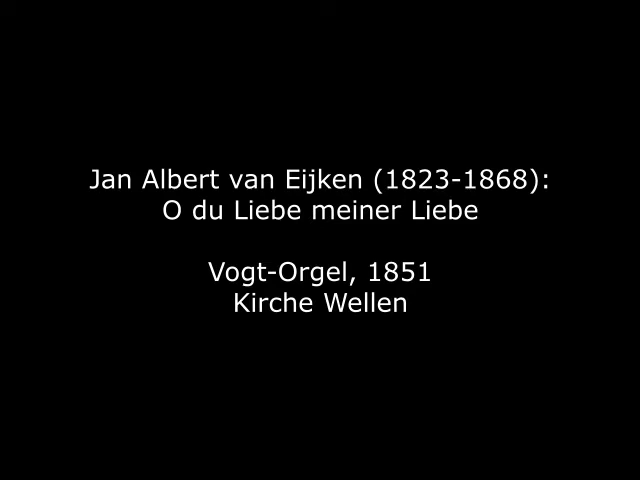 Jan Albert van Eijken (1823-1868):
O du Liebe meiner Liebe
Vogt-Orgel, 1851
Kirche Wellen